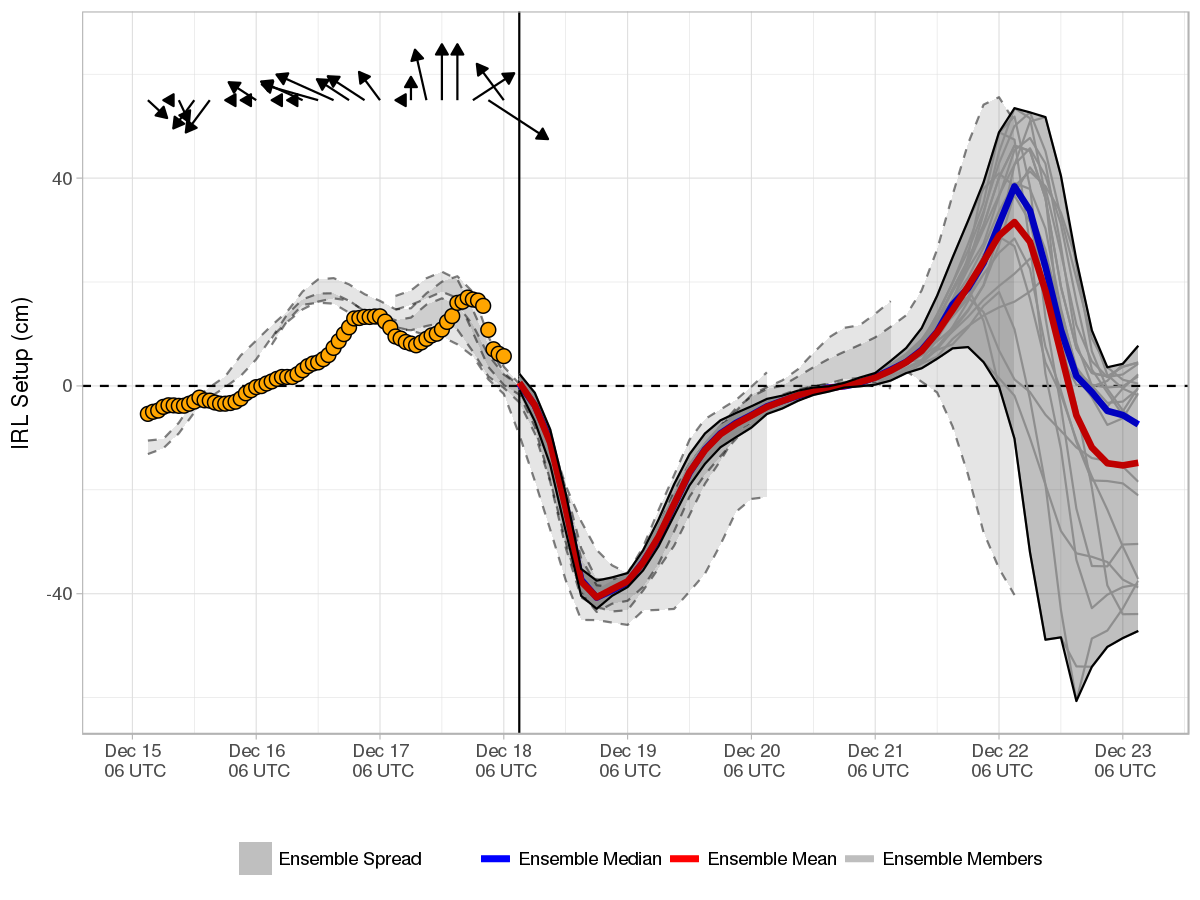 IRL Setup (cm)
40
0
-40
Dec 15 Dec 16 Dec 17 Dec 18 Dec 19 Dec 20 Dec 21 Dec 22 Dec 23
06 UTC 06 UTC 06 UTC 06 UTC 06 UTC 06 UTC 06 UTC 06 UTC 06 UTC
Ensemble Spread Ensemble Median Ensemble Mean Ensemble Members